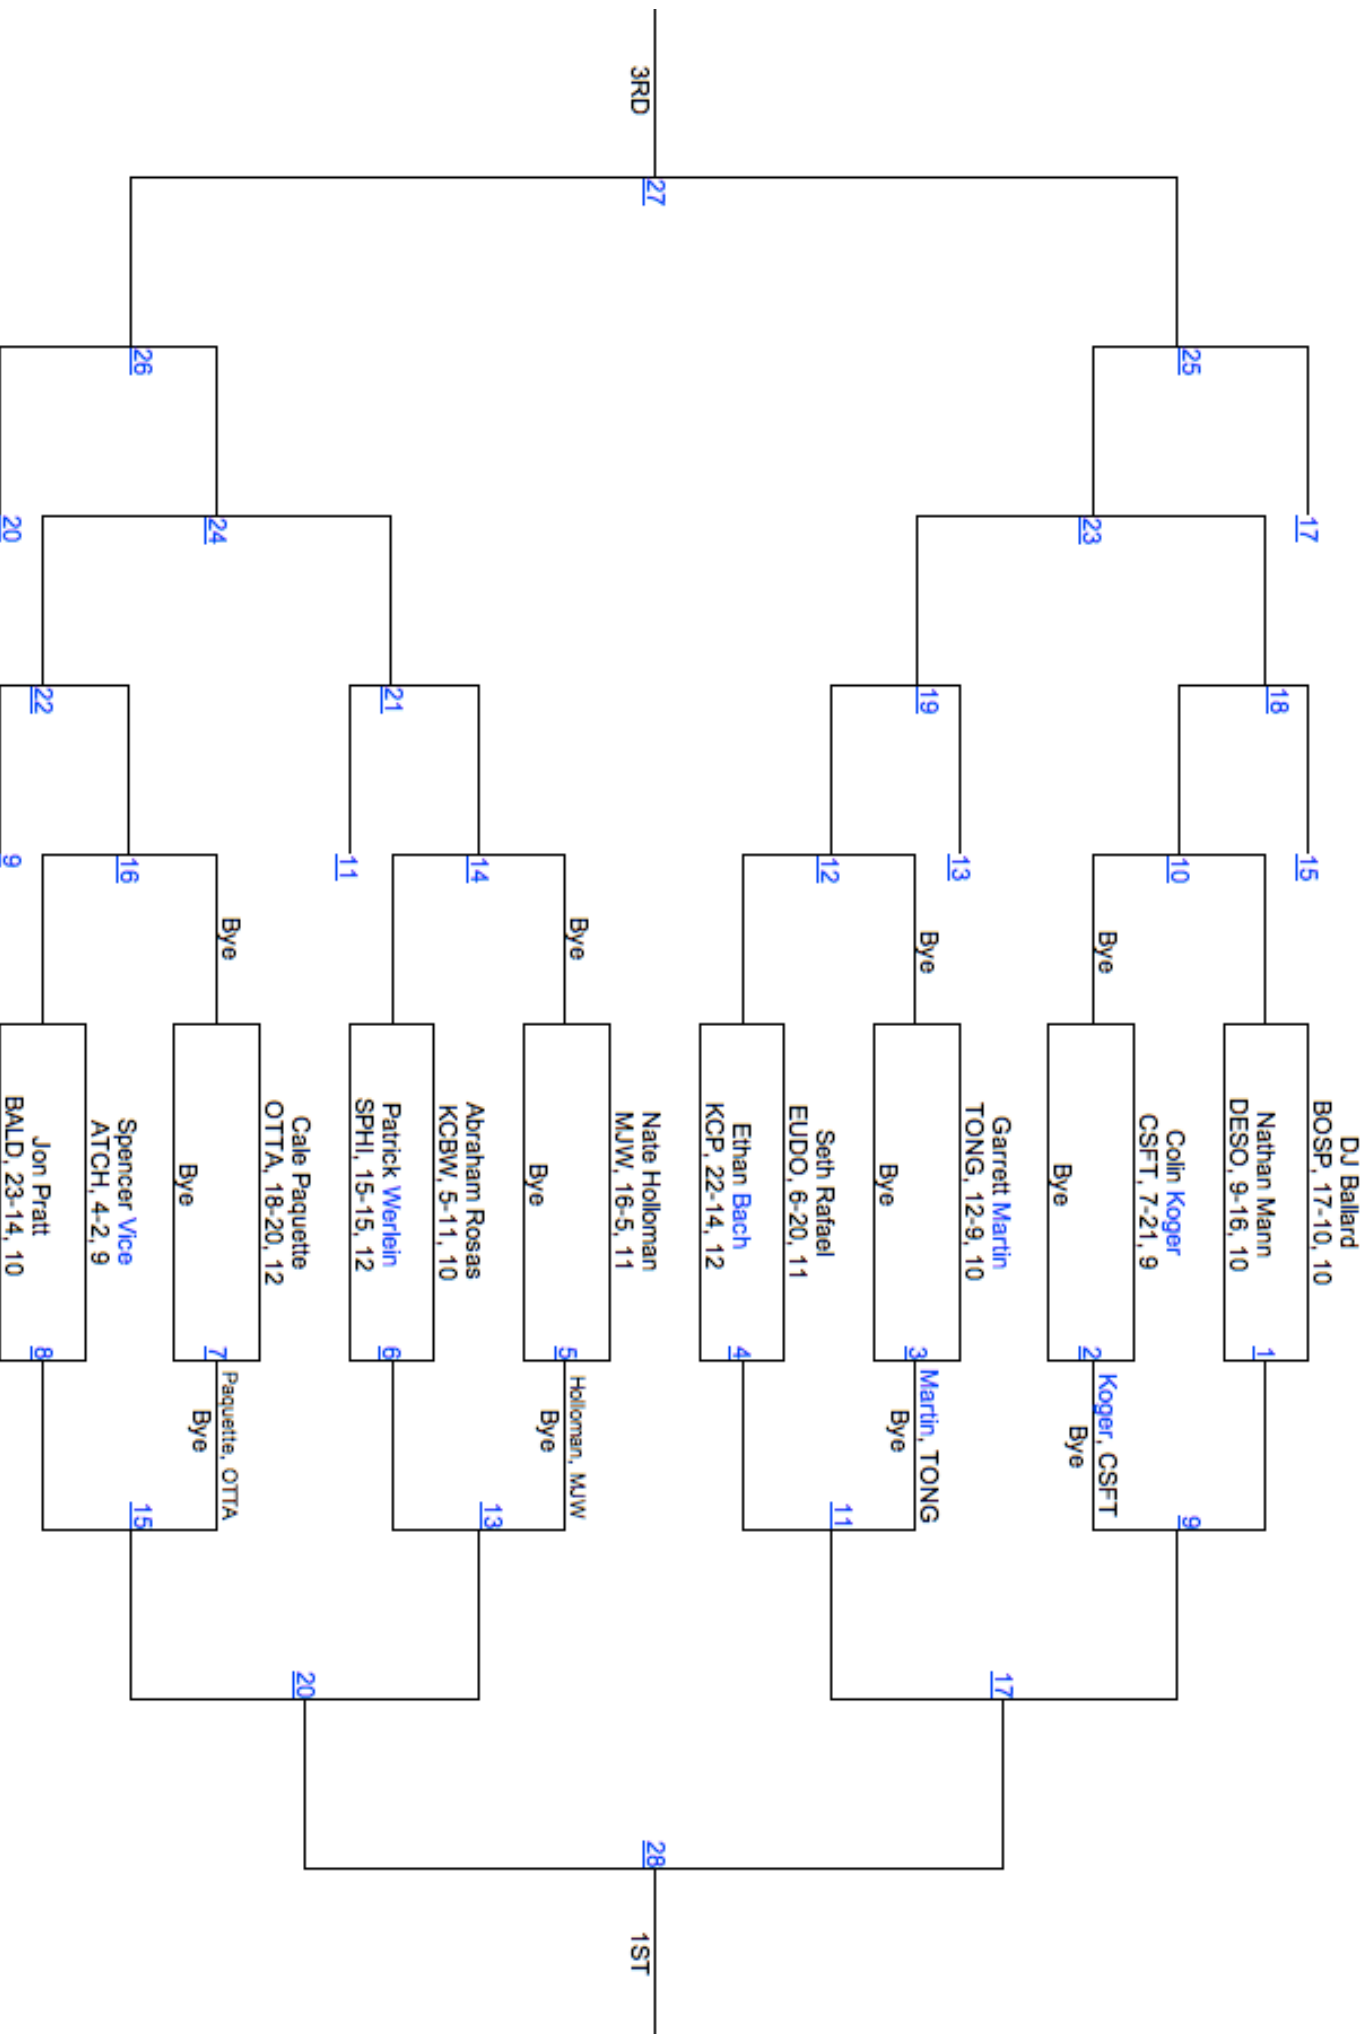 DJ Ballard
BOSP, 17-10, 10
Nathan Mann
DESO, 9-16, 10
1
Colin Koger
CSFT, 7-21, 9
Bye
2
Koger, CSFT
Bye
Bye
Garrett Martin
TONG, 12-9, 10
Bye
3
Martin, TONG
Bye
Bye
Seth Rafael
EUDO, 6-20, 11
Ethan Bach
KCP, 22-14, 12
4
Nate Holloman
MJW, 16-5, 11
Bye
5
Holloman, MJW
Bye
Bye
Abraham Rosas
KCBW, 5-11, 10
Patrick Werlein
SPHI, 15-15, 12
6
Cale Paquette
OTTA, 18-20, 12
Bye
7
Paquette, OTTA
Bye
Bye
Spencer Vice
ATCH, 4-2, 9
Jon Pratt
BALD, 23-14, 10
8
9
11
13
15
17
20
28
1ST
15
10
13
12
14
11
16
9
18
19
21
22
17
23
24
20
25
26
27
3RD